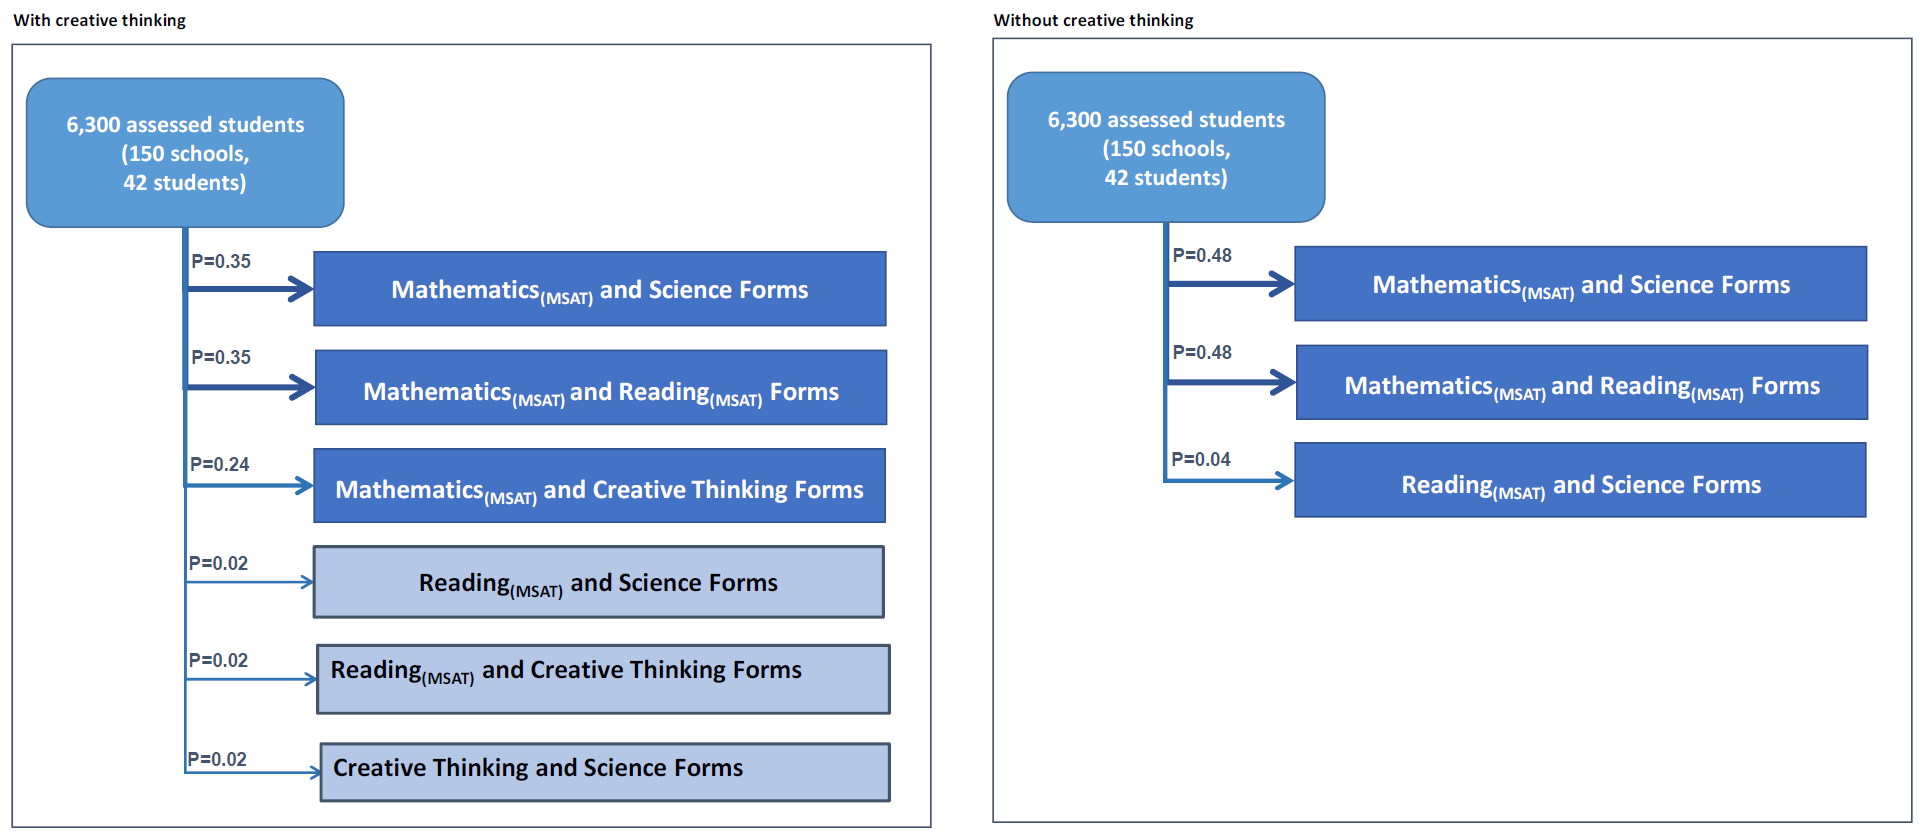 With creative thinking
6,300 assessed students
(150 schools,
42 students)
P=0.35
Mathematics(MSAT) and Science Forms
P=0.35
Mathematics(MSAT) and Reading(MSAT) Forms
P=0.24
Mathematics(MSAT) and Creative Thinking Forms
P=0.02
Reading(MSAT) and Science Forms
P=0.02
Reading(MSAT) and Creative Thinking Forms
P=0.02
Creative Thinking and Science Forms
Without creative thinking
6,300 assessed students
(150 schools,
42 students)
P=0.48
Mathematics(MSAT) and Science Forms
P=0.48
Mathematics(MSAT) and Reading(MSAT) Forms
P=0.04
Reading(MSAT) and Science Forms